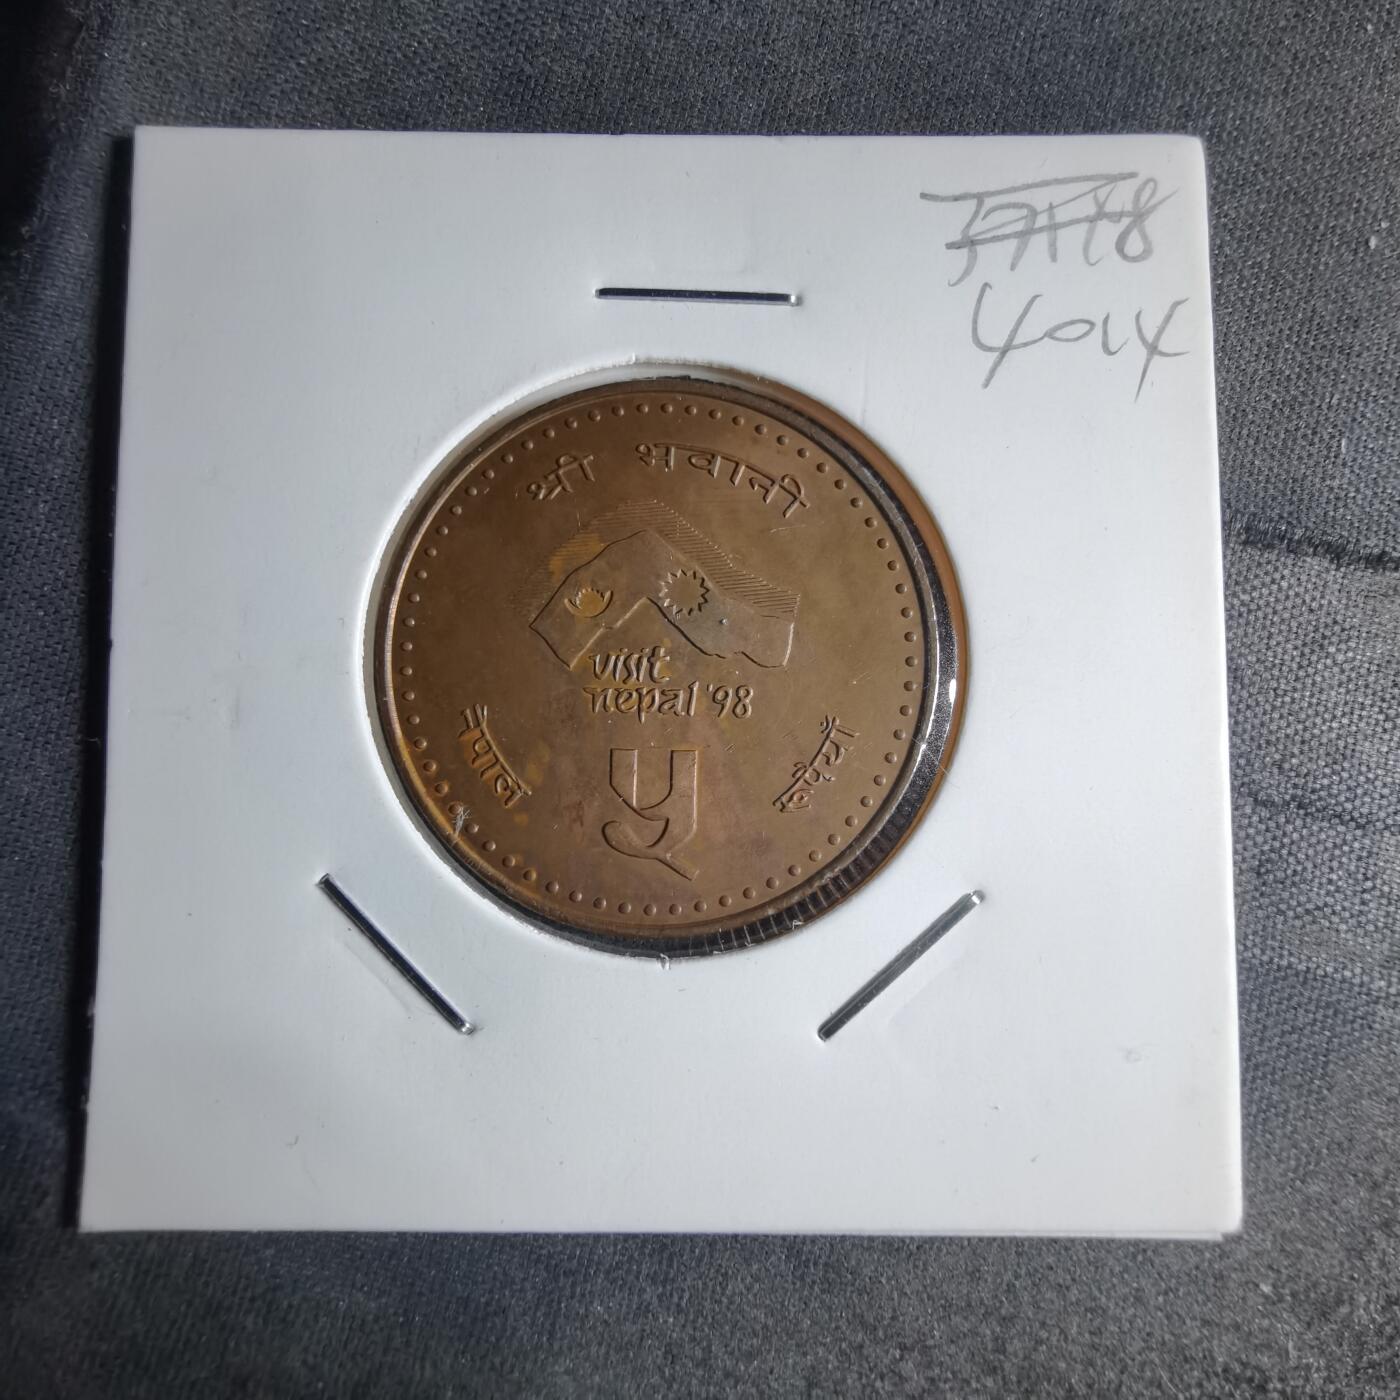 4014
श्री भवानी
visit
nepal '98
नेपाल
रुपैयाँ
५